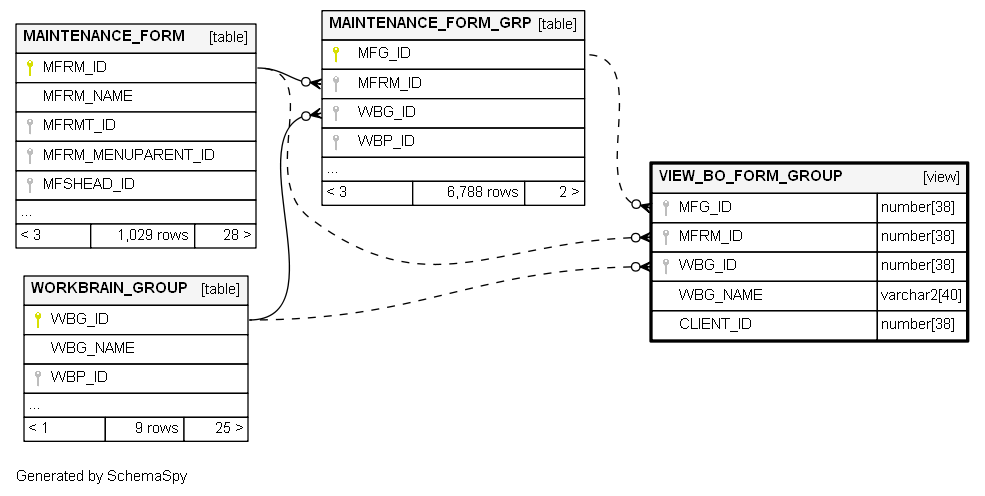 MAINTENANCE_FORM [table]
MFRM_ID
MFRM_NAME
MFRMT_ID
MFRM_MENUPARENT_ID
MFSHEAD_ID
...
< 3 1,029 rows 28 >
MAINTENANCE_FORM_GRP [table]
MFG_ID
MFRM_ID
WBG_ID
WBP_ID
...
< 3 6,788 rows 2 >
WORKBRAIN_GROUP [table]
WBG_ID
WBG_NAME
WBP_ID
...
< 1 9 rows 25 >
VIEW_BO_FORM_GROUP [view]
MFG_ID number[38]
MFRM_ID number[38]
WBG_ID number[38]
WBG_NAME varchar2[40]
CLIENT_ID number[38]
Generated by SchemaSpy